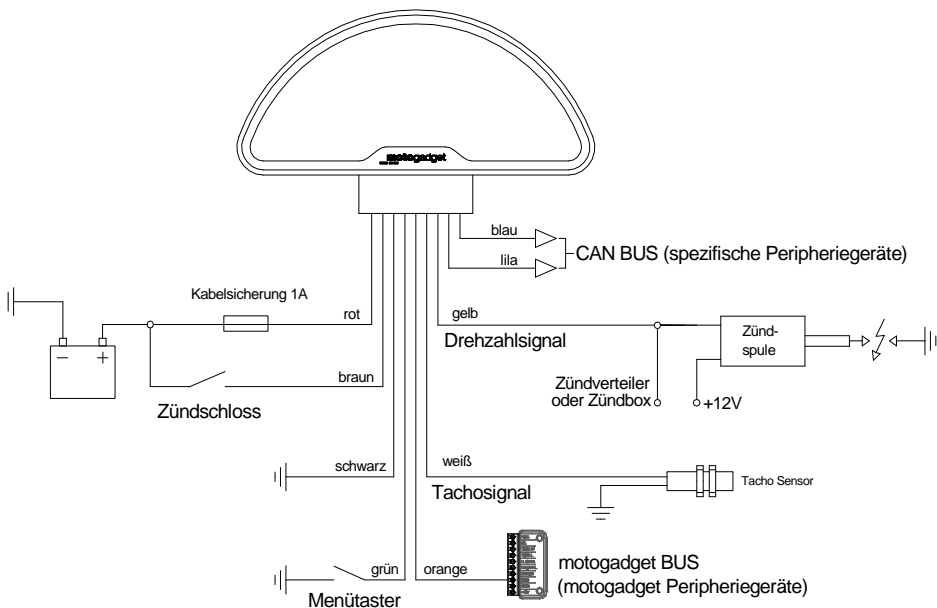 motogadget
blau
CAN BUS (spezifische Peripheriegeräte)
lila
Kabelsicherung 1A
rot
gelb
Drehzahlsignal
Zünd-
spule
– +
braun
Zündschloss
Zündverteiler
oder Zündbox
+12V
schwarz
weiß
Tachosignal
Tacho Sensor
grün
orange
motogadget BUS
(motogadget Peripheriegeräte)
Menütaster